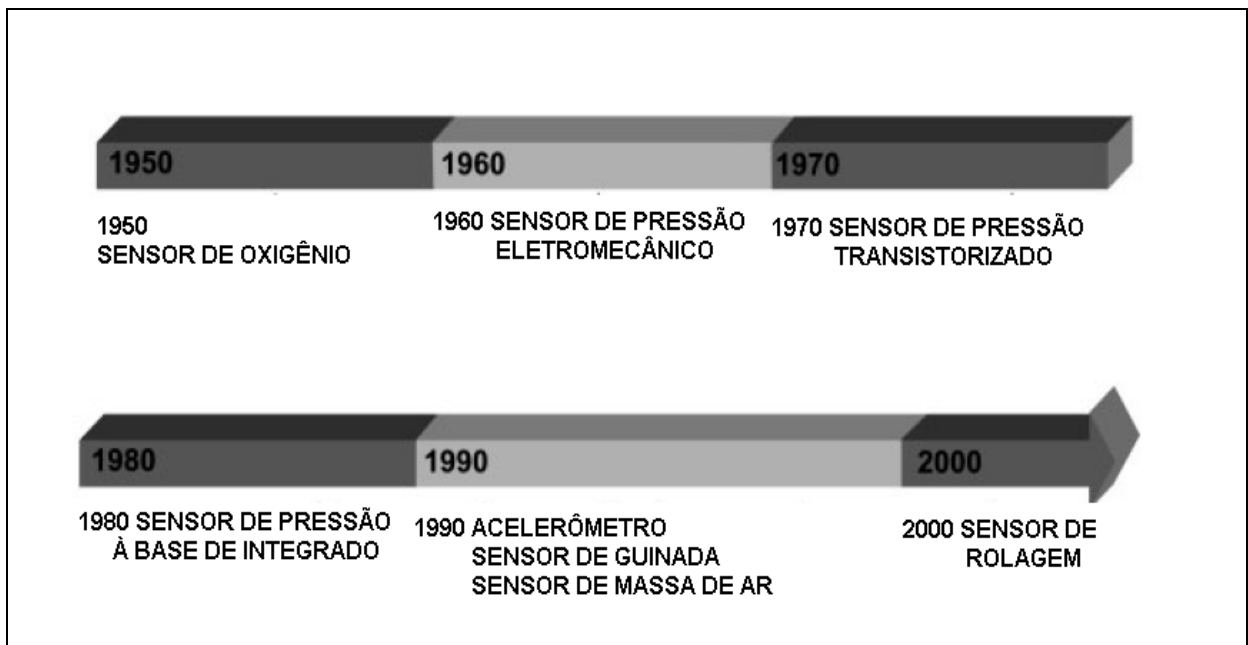 1950
1960
1970
1950
SENSOR DE OXIGÊNIO
1960 SENSOR DE PRESSÃO
ELETROMECÂNICO
1970 SENSOR DE PRESSÃO
TRANSISTORIZADO
1980
1990
2000
1980 SENSOR DE PRESSÃO
À BASE DE INTEGRADO
1990 ACELERÔMETRO
SENSOR DE GUINADA
SENSOR DE MASSA DE AR
2000 SENSOR DE
ROLAGEM